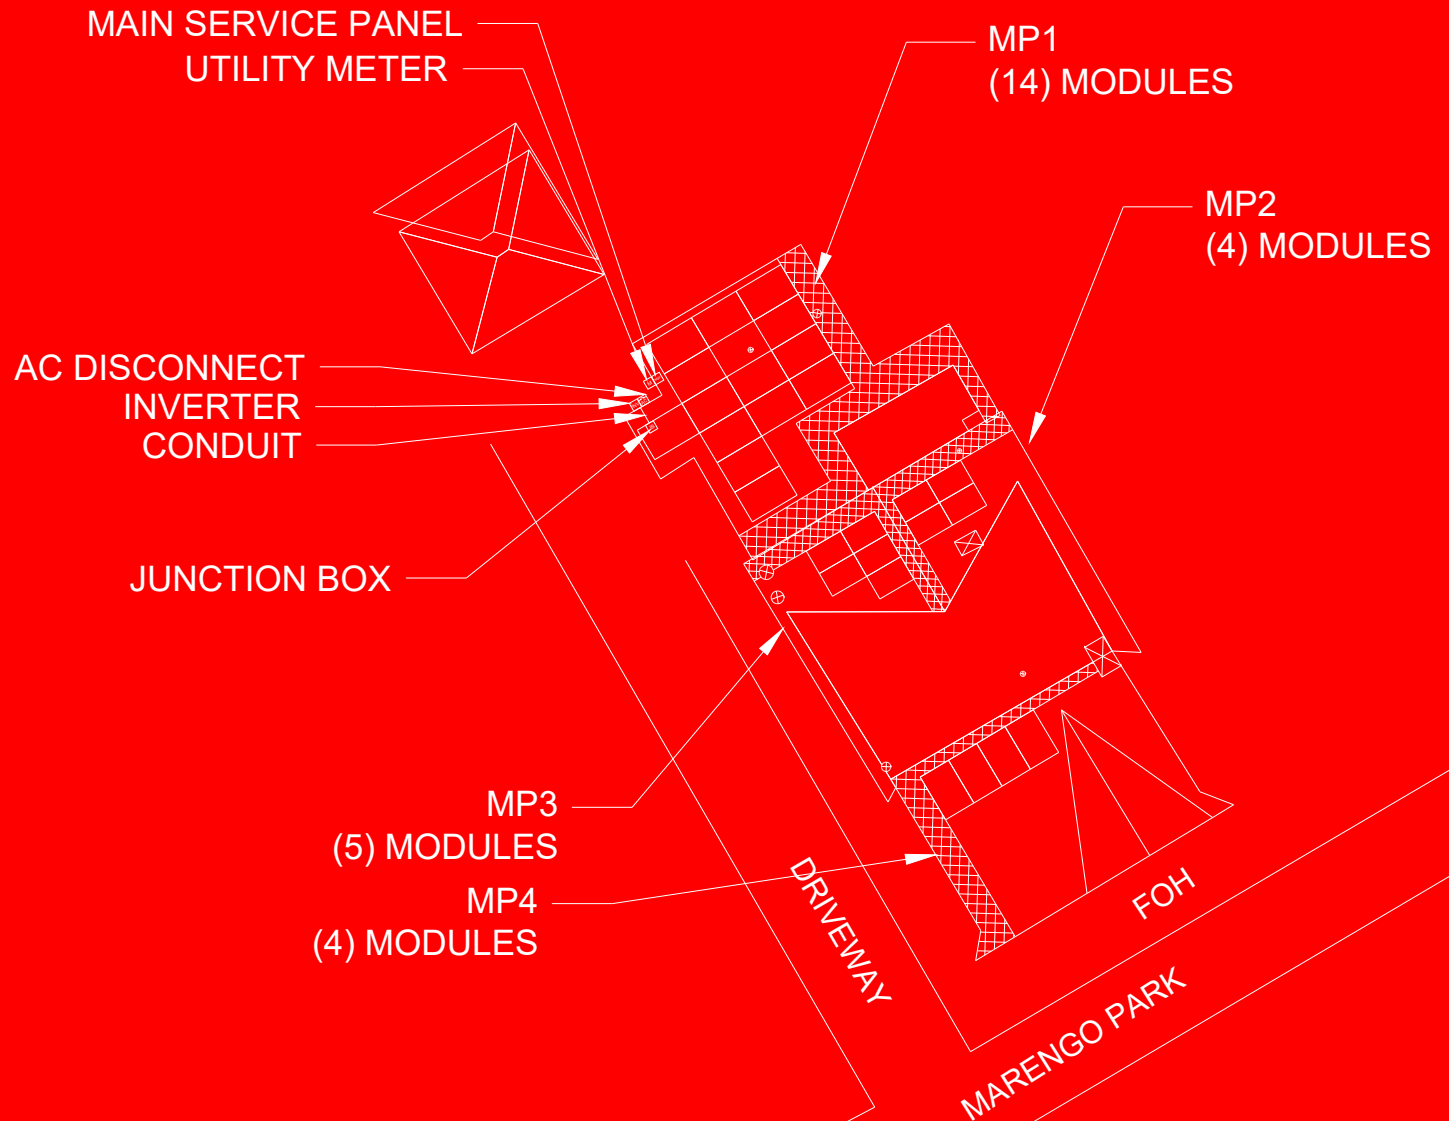 MAIN SERVICE PANEL
UTILITY METER
MP1
(14) MODULES
MP2
(4) MODULES
AC DISCONNECT
INVERTER
CONDUIT
JUNCTION BOX
MP3
(5) MODULES
MP4
(4) MODULES
DRIVEWAY
FOH
MARENGO PARK